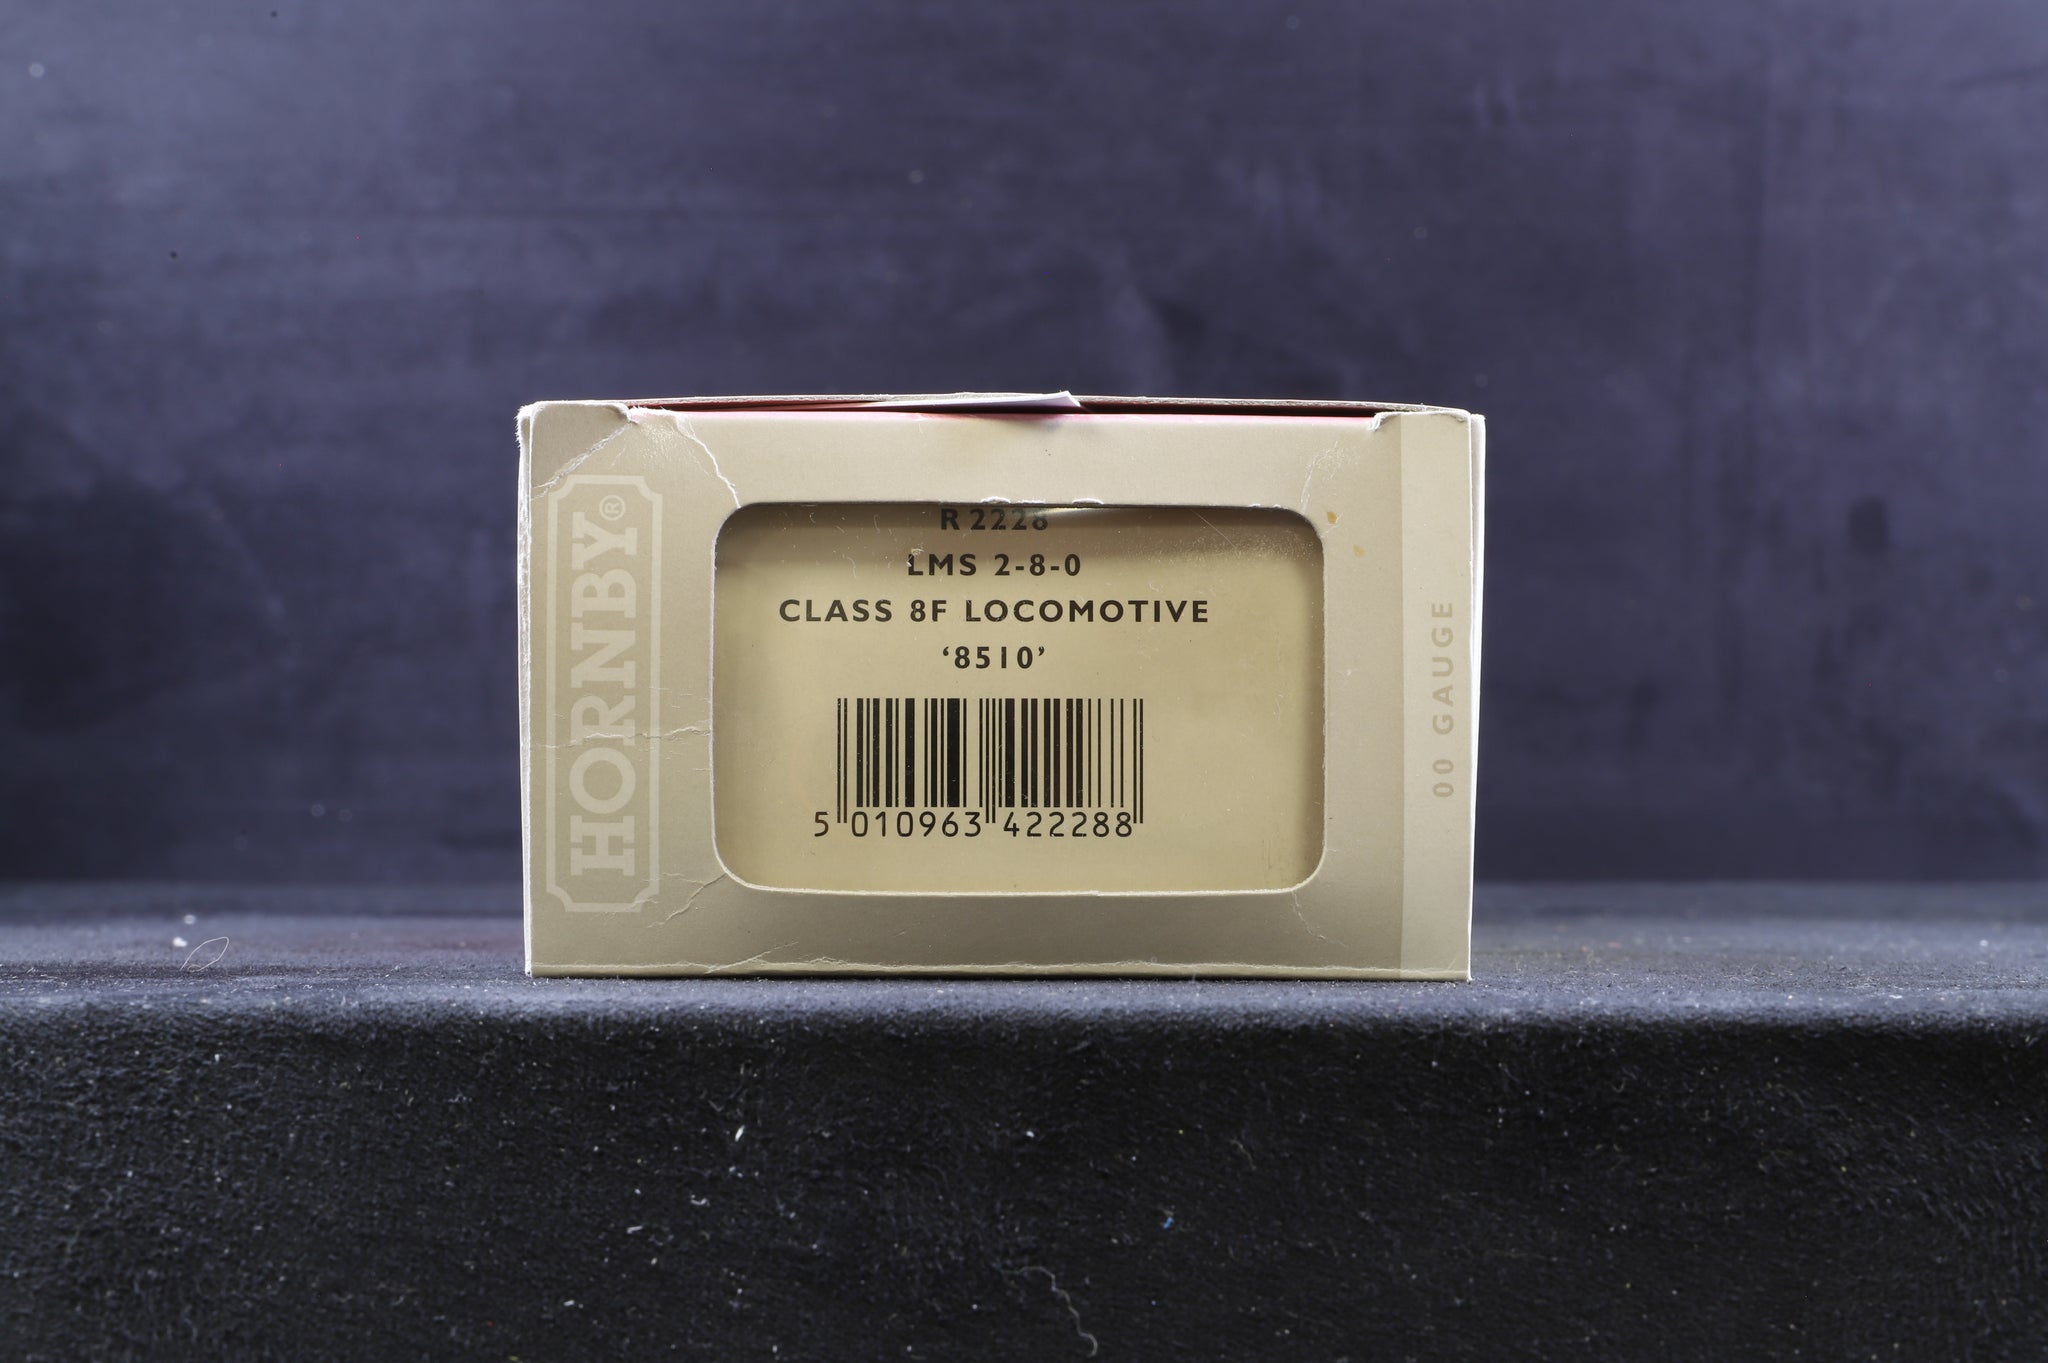 HORNBY®
R 2228
LMS 2-8-0
CLASS 8F LOCOMOTIVE
‘8510’
5 010963 422288
00 GAUGE